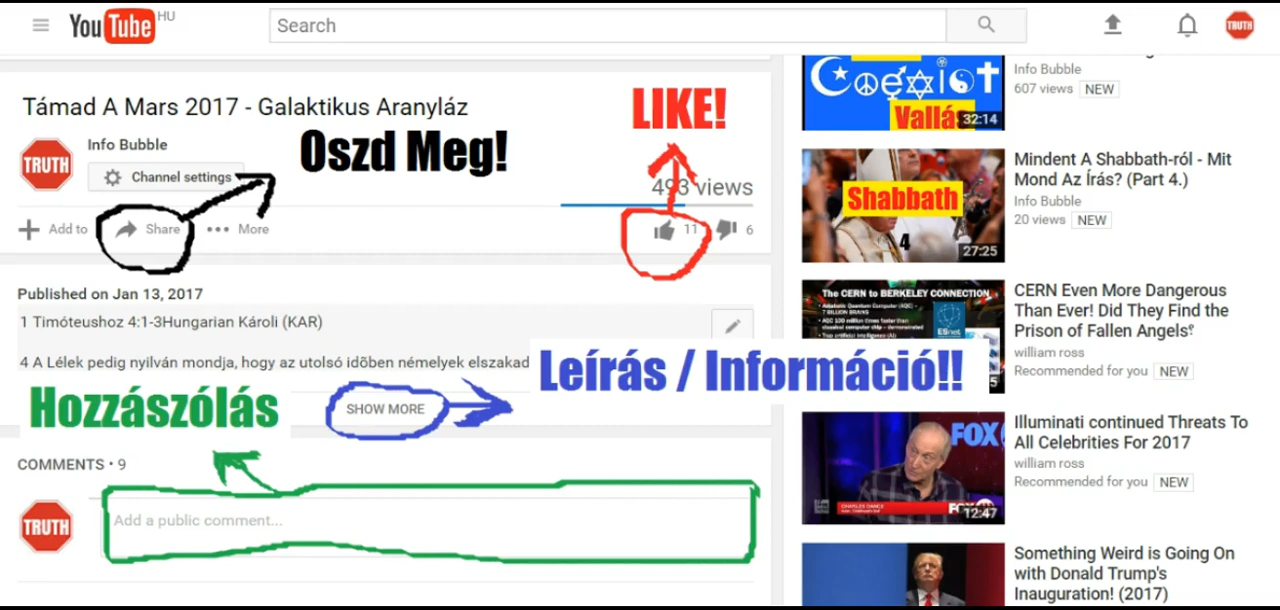 YouTube HU
Search
TRUTH
Támad A Mars 2017 - Galaktikus Aranyláz
TRUTH
Info Bubble
Channel settings
Oszd Meg!
LIKE!
493 views
Add to
Share
More
11
6
Published on Jan 13, 2017
1 Timóteushoz 4:1-3Hungarian Károli (KAR)
4 A Lélek pedig nyilván mondja, hogy az utolsó időben némelyek elszakad
Leírás / Információ!!
Hozzászólás
SHOW MORE
COMMENTS • 9
TRUTH
Add a public comment...
Vallás
32:14
Info Bubble
607 views NEW
Shabbath
4
27:25
Mindent A Shabbath-ról - Mit
Mond Az Írás? (Part 4.)
Info Bubble
20 views NEW
The CERN to BERKELEY CONNECTION
ESnet
5
CERN Even More Dangerous
Than Ever! Did They Find the
Prison of Fallen Angels؟
william ross
Recommended for you NEW
FOX
CHARLES DANCE
12:47
Illuminati continued Threats To
All Celebrities For 2017
william ross
Recommended for you NEW
Something Weird is Going On
with Donald Trump's
Inauguration! (2017)